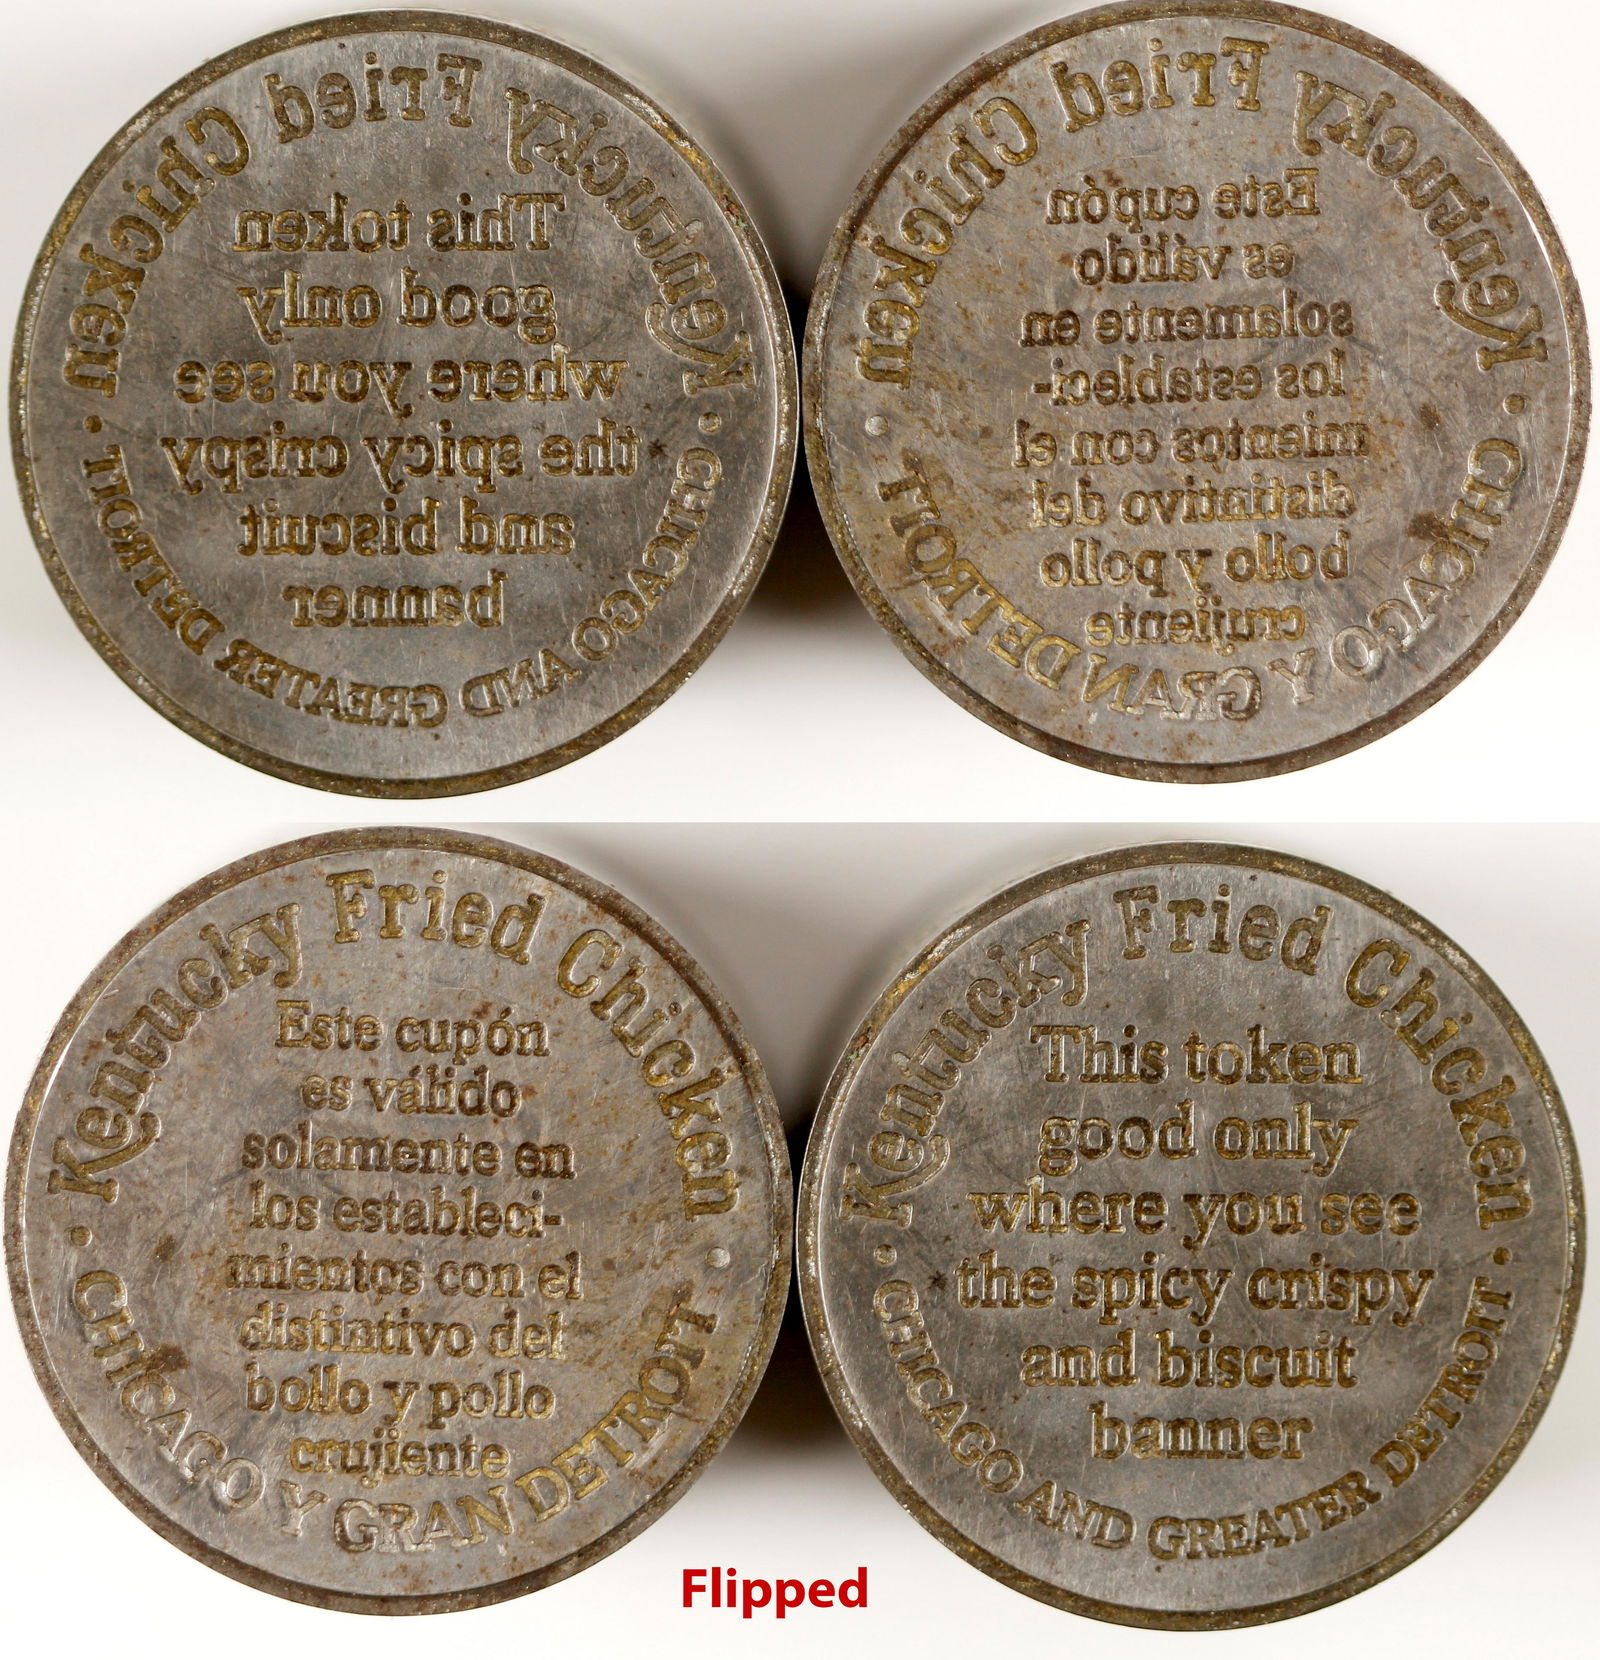 Kentucky Fried Chicken
This token
good only
where you see
the spicy crispy
and biscuit
banner
• CHICAGO AND GREATER DETROIT •
Kentucky Fried Chicken
Este cupón
es válido
solamente en
los estableci-
mientos con el
distintivo del
bollo y pollo
crujiente
• CHICAGO Y GRAN DETROIT •
Kentucky Fried Chicken
Este cupón
es válido
solamente en
los estableci-
mientos con el
distintivo del
bollo y pollo
crujiente
• CHICAGO Y GRAN DETROIT •
Kentucky Fried Chicken
This token
good only
where you see
the spicy crispy
and biscuit
banner
• CHICAGO AND GREATER DETROIT •
Flipped